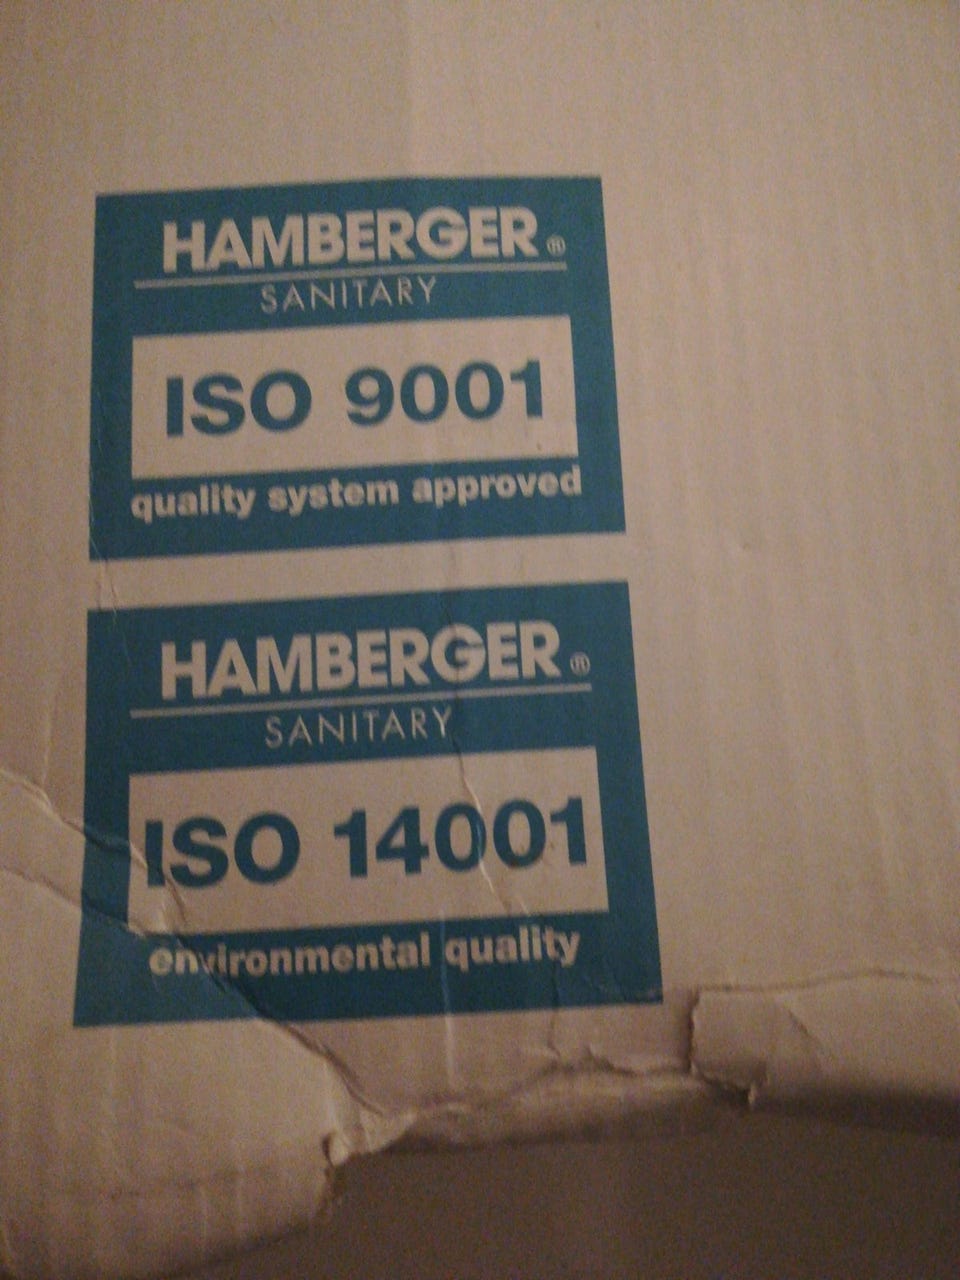 HAMBERGER®
SANITARY
ISO 9001
quality system approved
HAMBERGER®
SANITARY
ISO 14001
environmental quality